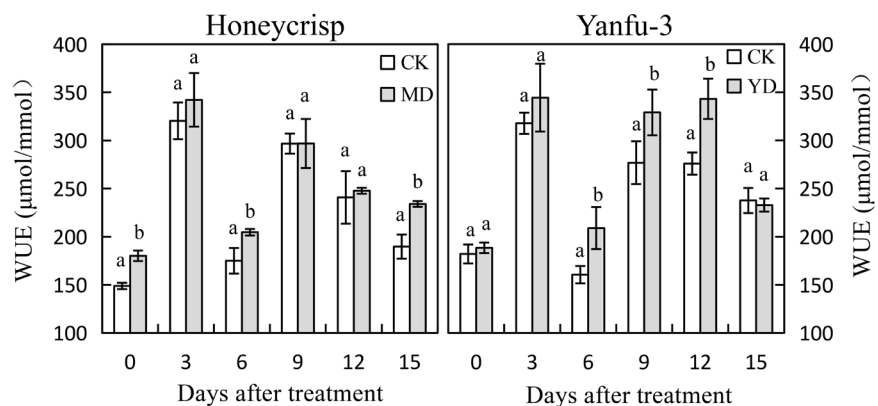 Honeycrisp
Yanfu-3
WUE (μmol/mmol)
400
350
300
250
200
150
100
CK
MD
a
b
a
a
a
b
a
a
a
a
a
b
0 3 6 9 12 15
Days after treatment
CK
YD
a
a
a
a
a
b
a
b
a
b
a
a
0 3 6 9 12 15
Days after treatment
400
350
300
250
200
150
100
WUE (μmol/mmol)